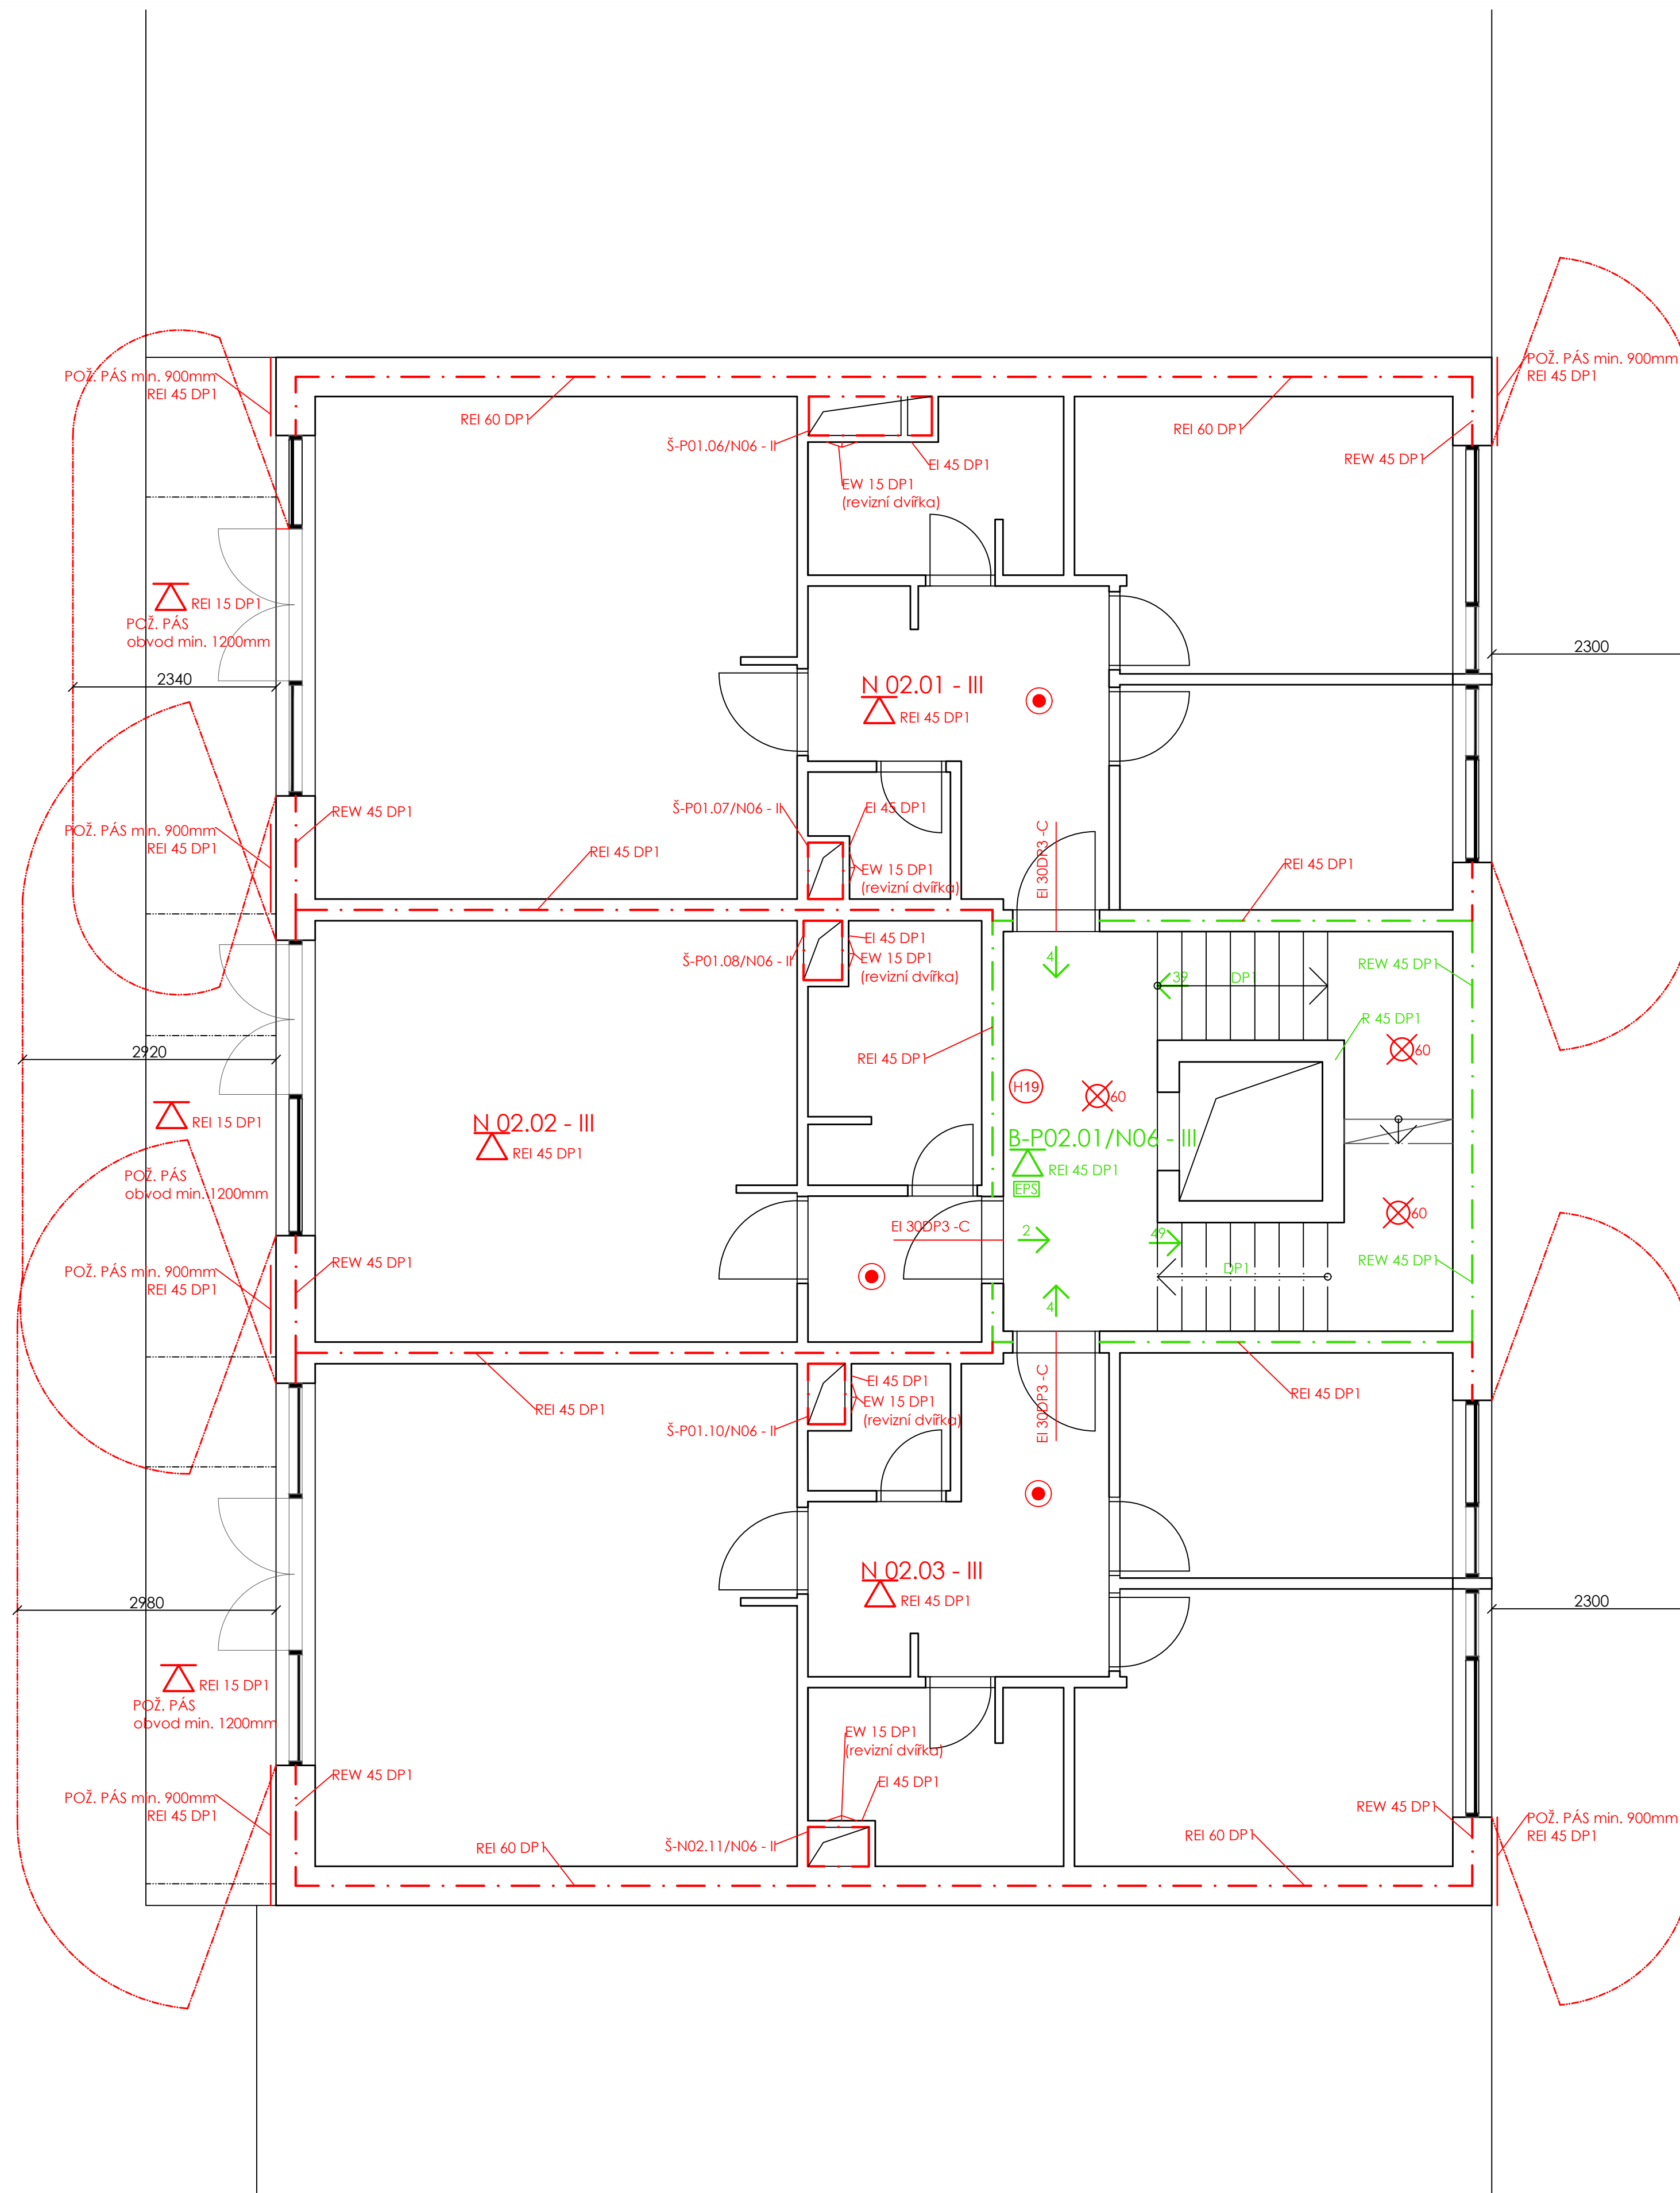 POŽ. PÁS min. 900mm
REI 45 DP1
REI 60 DP1
Š-P01.06/N06 - II
EI 45 DP1
EW 15 DP1
(revizní dvířka)
REI 60 DP1
REW 45 DP1
POŽ. PÁS min. 900mm
REI 45 DP1
REI 15 DP1
POŽ. PÁS
obvod min. 1200mm
2340
2300
N 02.01 - III
REI 45 DP1
POŽ. PÁS min. 900mm
REI 45 DP1
REW 45 DP1
REI 45 DP1
Š-P01.07/N06 - II
EI 45 DP1
EW 15 DP1
(revizní dvířka)
EI 30DP3 -C
REI 45 DP1
Š-P01.08/N06 - II
EI 45 DP1
EW 15 DP1
(revizní dvířka)
4
39
DP1
REW 45 DP1
R 45 DP1
60
REI 45 DP1
2920
REI 15 DP1
POŽ. PÁS
obvod min. 1200mm
N 02.02 - III
REI 45 DP1
H19
60
B-P02.01/N06 - III
REI 45 DP1
EPS
60
EI 30DP3 -C
2
49
DP1
REW 45 DP1
4
POŽ. PÁS min. 900mm
REI 45 DP1
REW 45 DP1
REI 45 DP1
EI 45 DP1
EW 15 DP1
(revizní dvířka)
Š-P01.10/N06 - II
EI 30DP3 -C
REI 45 DP1
N 02.03 - III
REI 45 DP1
2980
2300
REI 15 DP1
POŽ. PÁS
obvod min. 1200mm
EW 15 DP1
(revizní dvířka)
EI 45 DP1
Š-N02.11/N06 - II
POŽ. PÁS min. 900mm
REI 45 DP1
REW 45 DP1
REI 60 DP1
REI 60 DP1
REW 45 DP1
POŽ. PÁS min. 900mm
REI 45 DP1